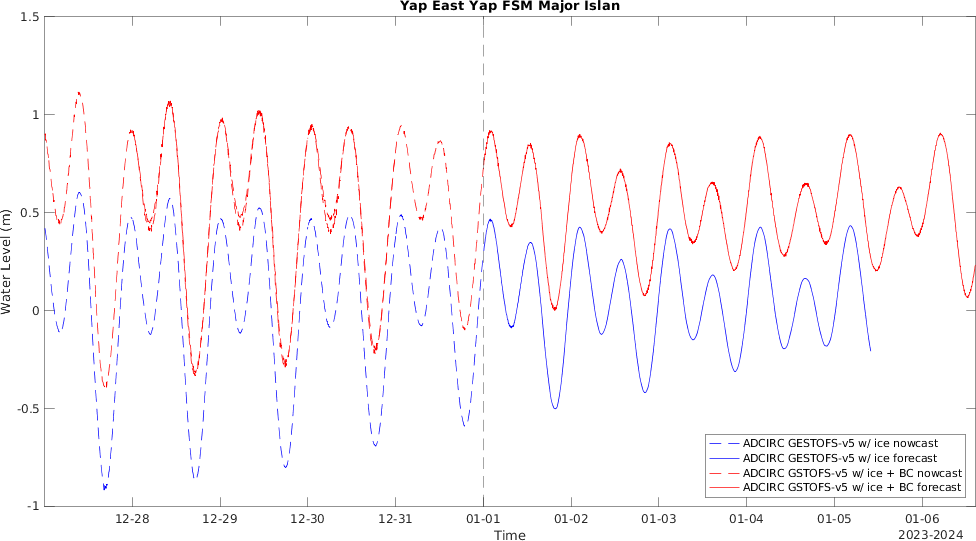 Yap East Yap FSM Major Islan
1.5
1
0.5
0
-0.5
-1
Water Level (m)
ADCIRC GESTOFS-v5 w/ ice nowcast
ADCIRC GESTOFS-v5 w/ ice forecast
ADCIRC GSTOFS-v5 w/ ice + BC nowcast
ADCIRC GSTOFS-v5 w/ ice + BC forecast
12-28 12-29 12-30 12-31 01-01 01-02 01-03 01-04 01-05 01-06
Time
2023-2024